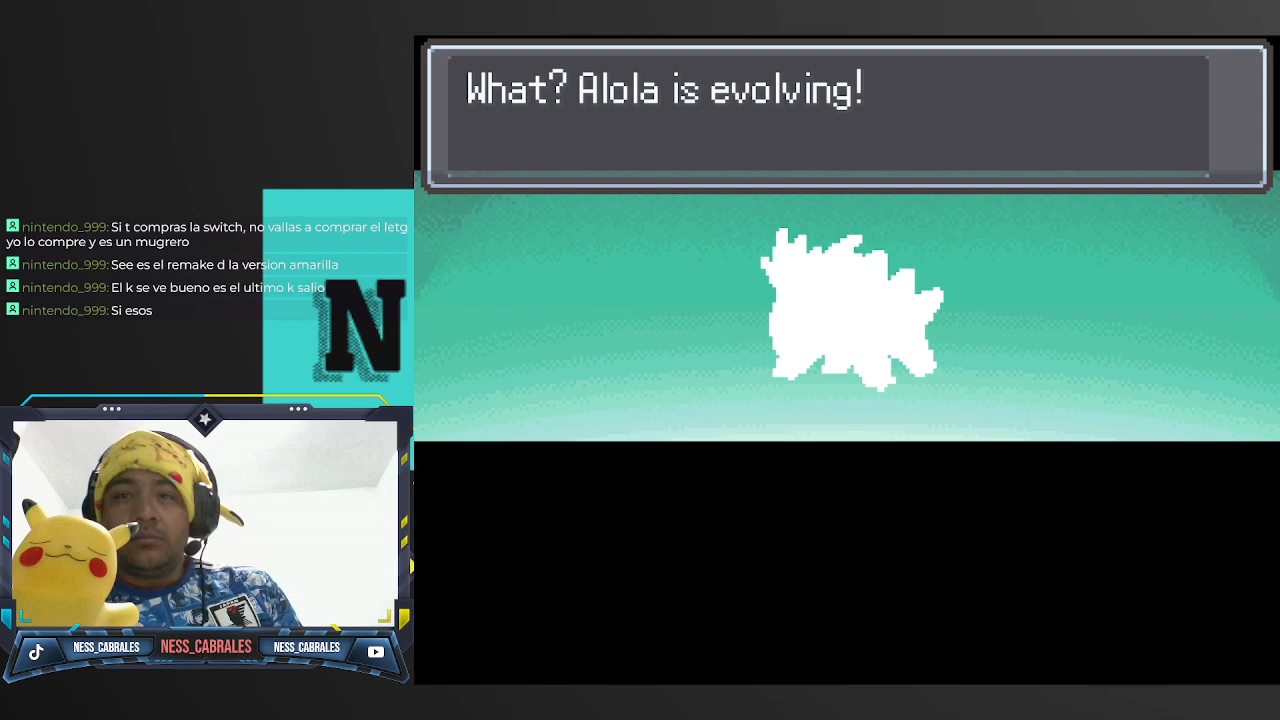 What? Alola is evolving!
nintendo_999: Si t compras la switch, no vallas a comprar el letg
yo lo compre y es un mugrero
nintendo_999: See es el remake d la version amarilla
nintendo_999: El k se ve bueno es el ultimo k salio
nintendo_999: Si esos
N
NESS_CABRALES
NESS_CABRALES
NESS_CABRALES